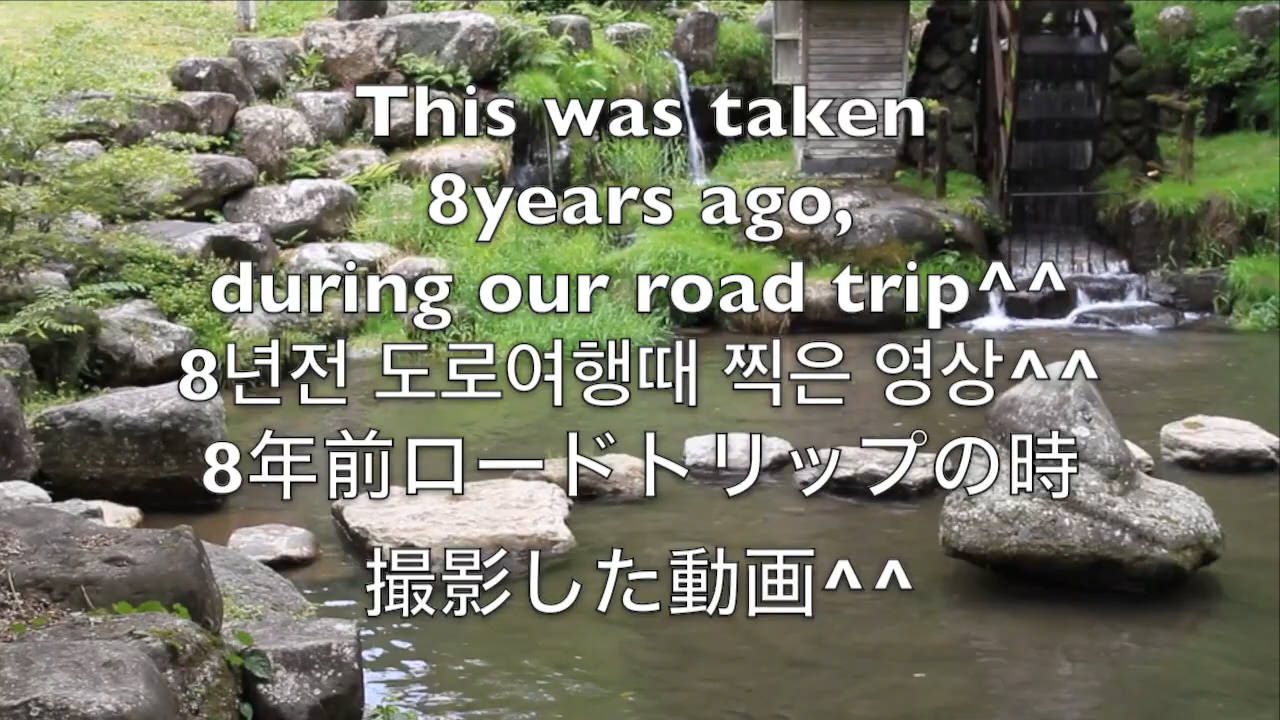 This was taken
8years ago,
during our road trip^^
8년전 도로여행때 찍은 영상^^
8年前ロードトリップの時
撮影した動画^^